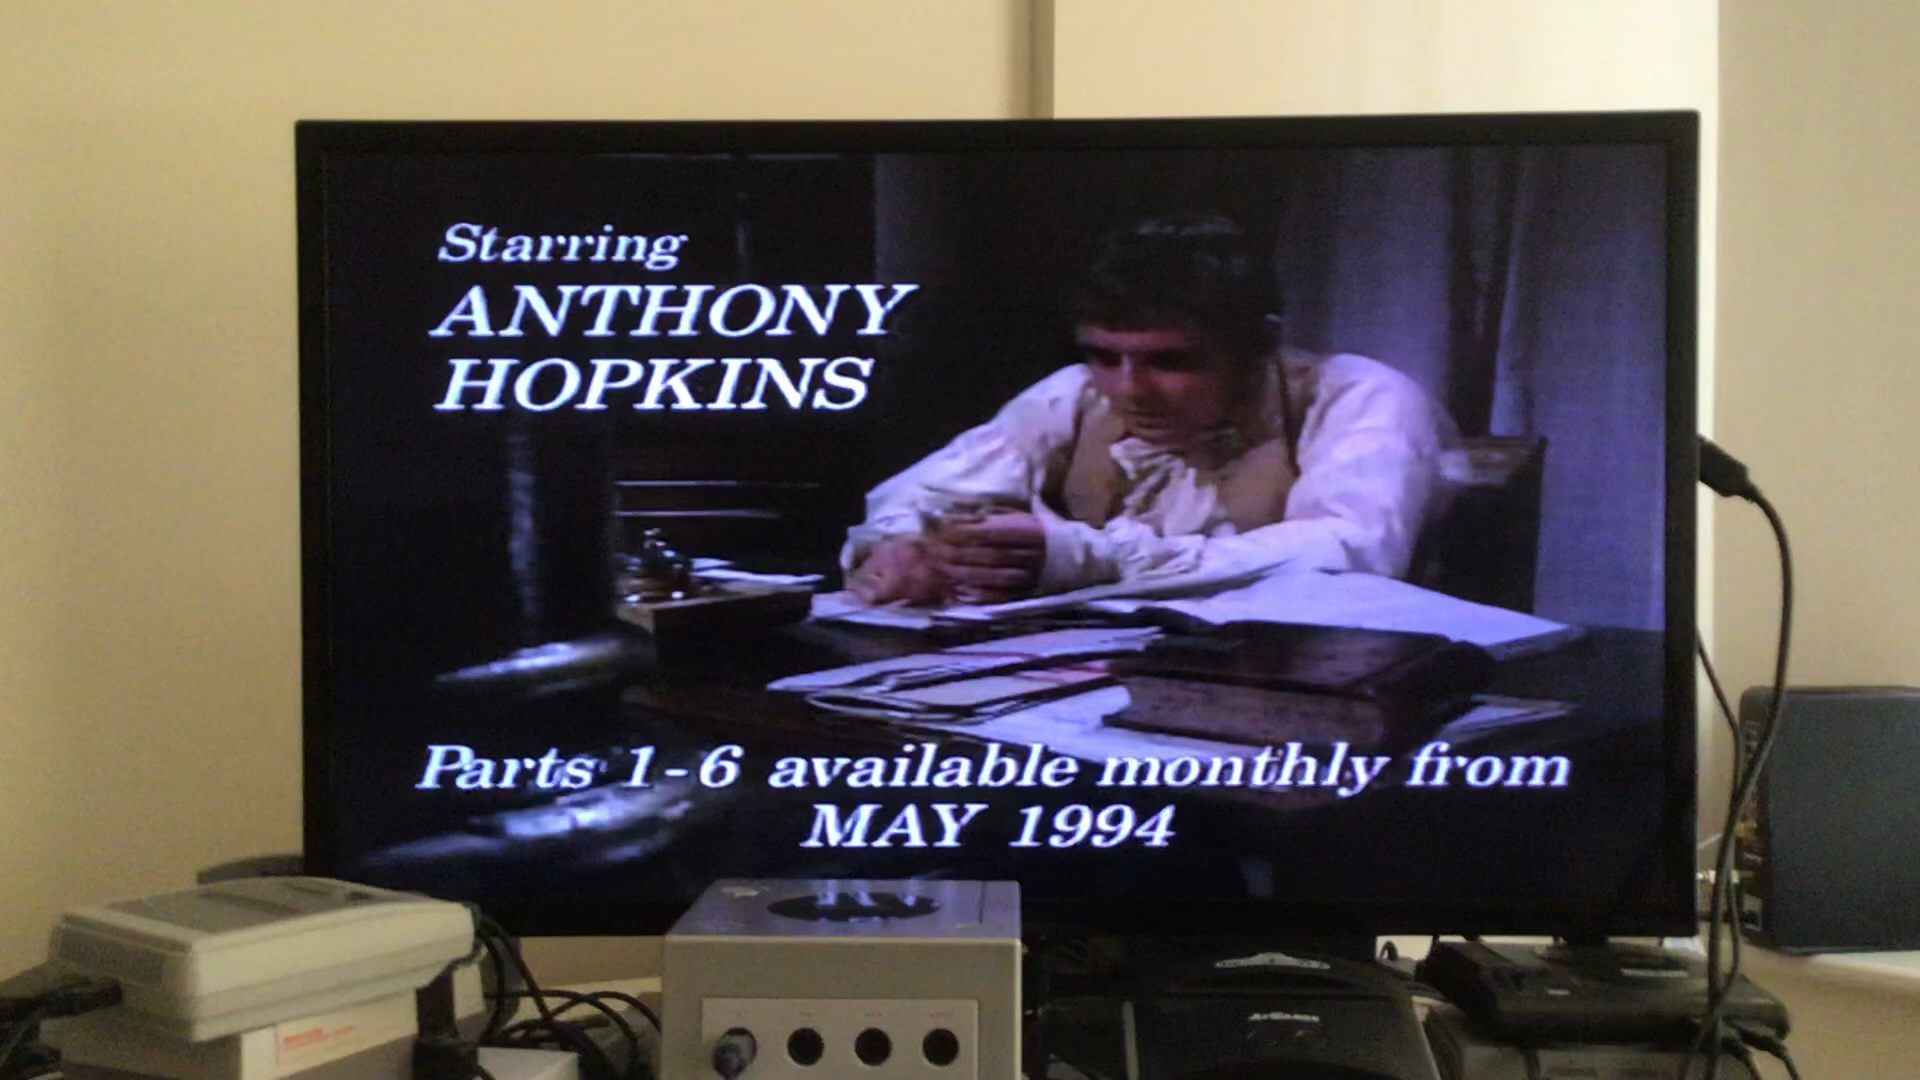 Starring
ANTHONY
HOPKINS
Parts 1-6 available monthly from
MAY 1994